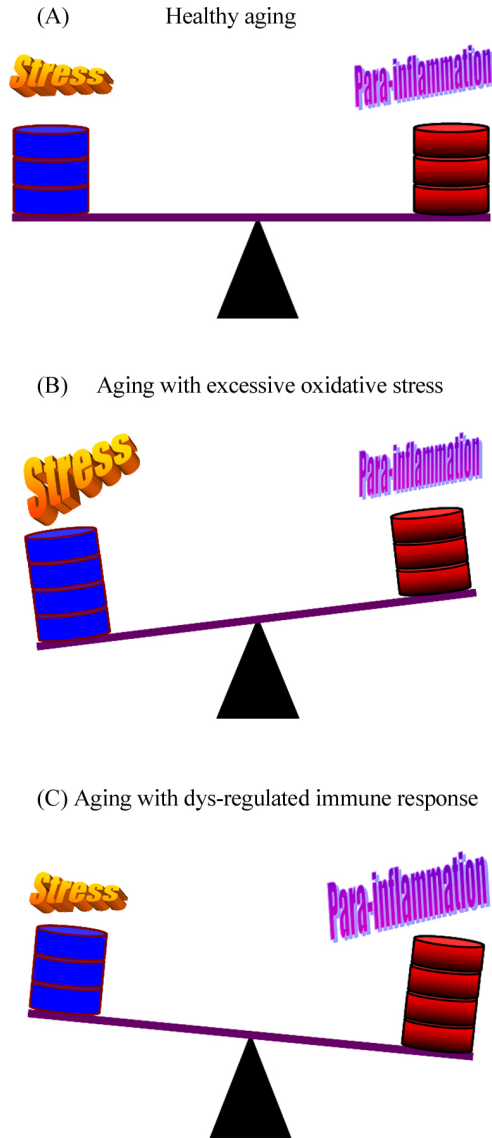 (A) Healthy aging
Stress Para-inflammation
(B) Aging with excessive oxidative stress
Stress Para-inflammation
(C) Aging with dys-regulated immune response
Stress Para-inflammation